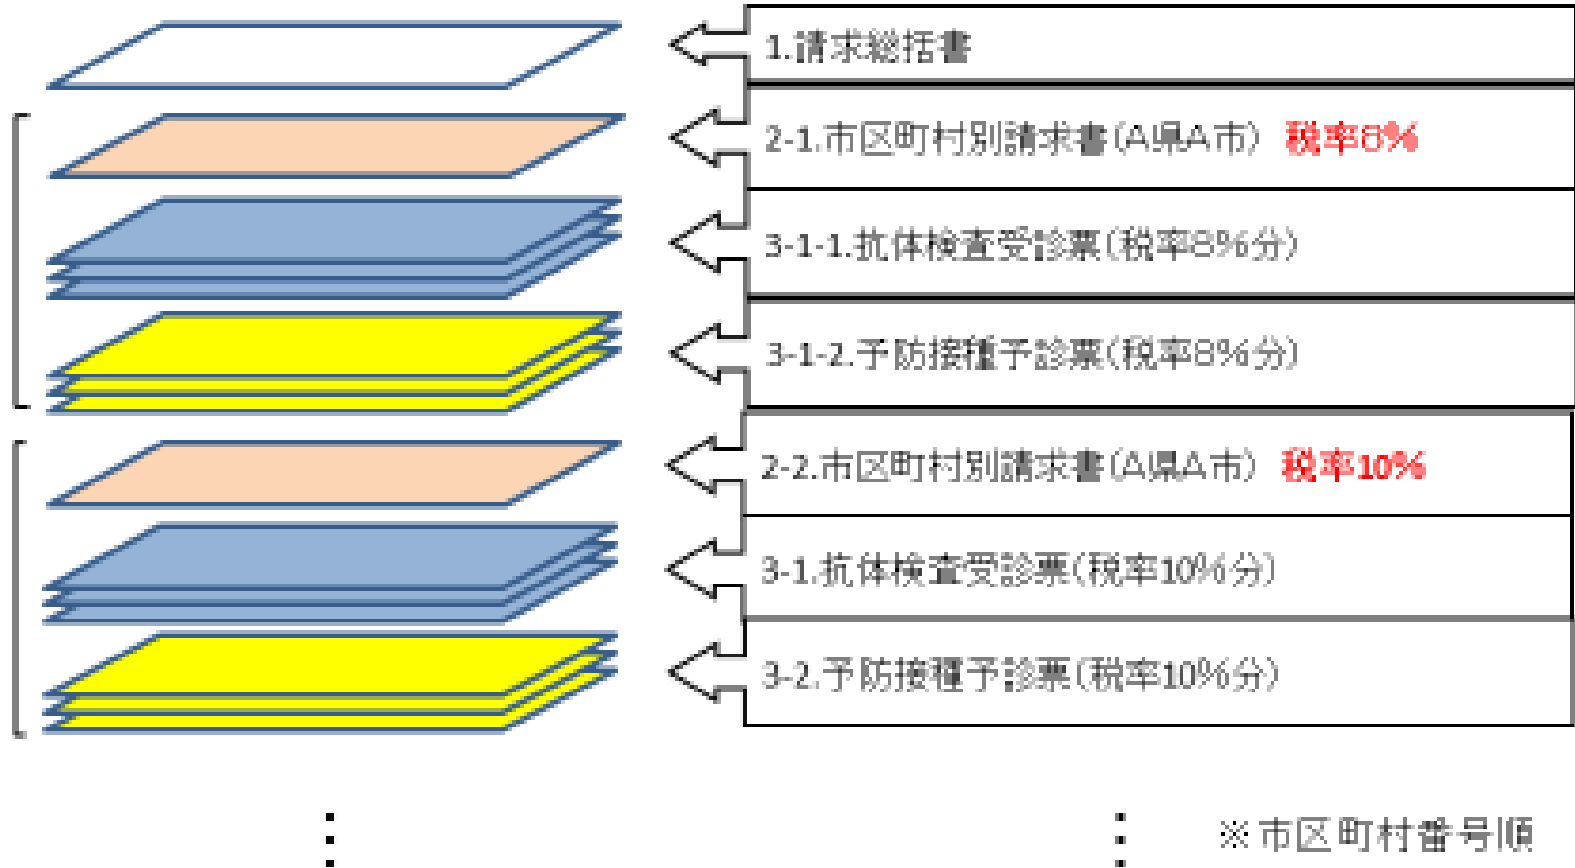 1.請求総括書
2-1.市区町村別請求書(A県A市) 税率8%
3-1-1.抗体検査受診票(税率8%分)
3-1-2.予防接種予診票(税率8%分)
2-2.市区町村別請求書(A県A市) 税率10%
3-1.抗体検査受診票(税率10%分)
3-2.予防接種予診票(税率10%分)
※市区町村番号順